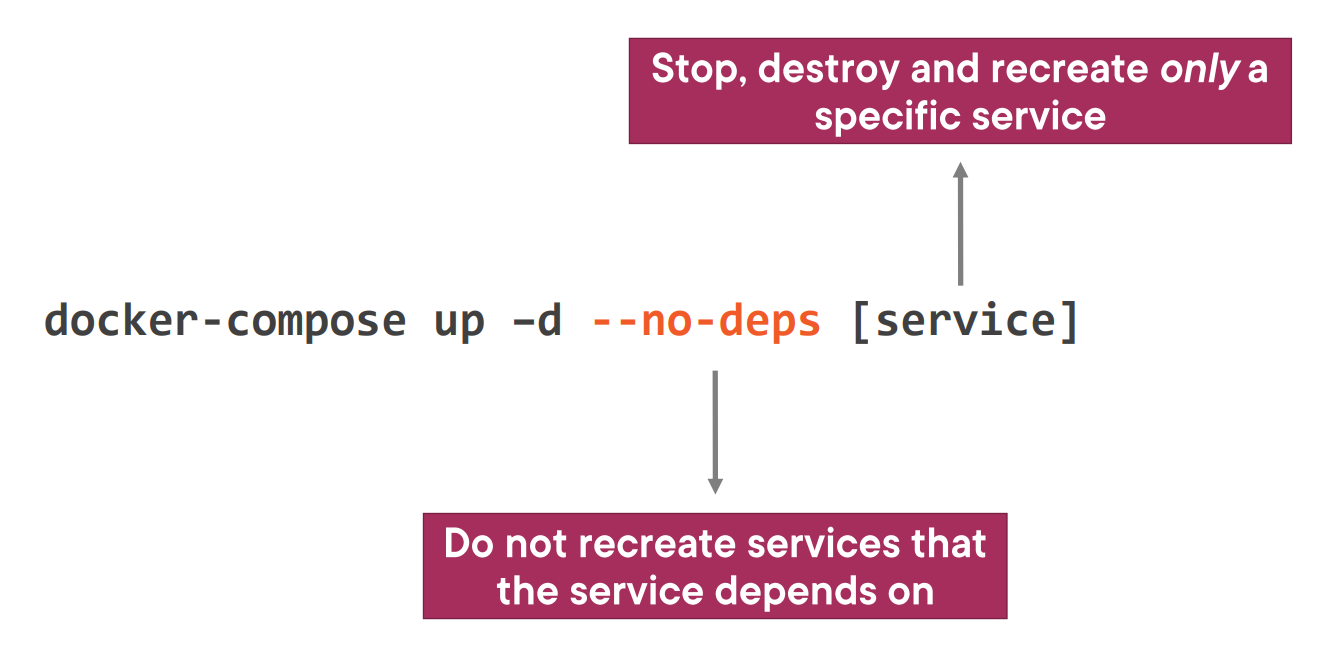 Stop, destroy and recreate only a
specific service
docker-compose up –d --no-deps [service]
Do not recreate services that
the service depends on